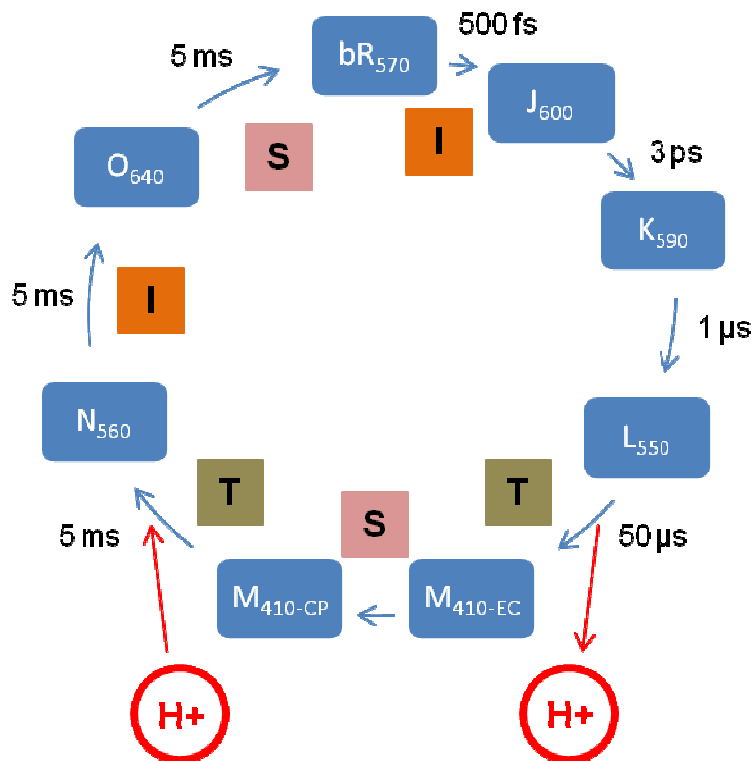 500 fs
5 ms
bR570
J600
S
I
O640
3 ps
K590
I
5 ms
1 µs
N560
L550
T
T
S
5 ms
50 µs
M410-CP
M410-EC
H+
H+